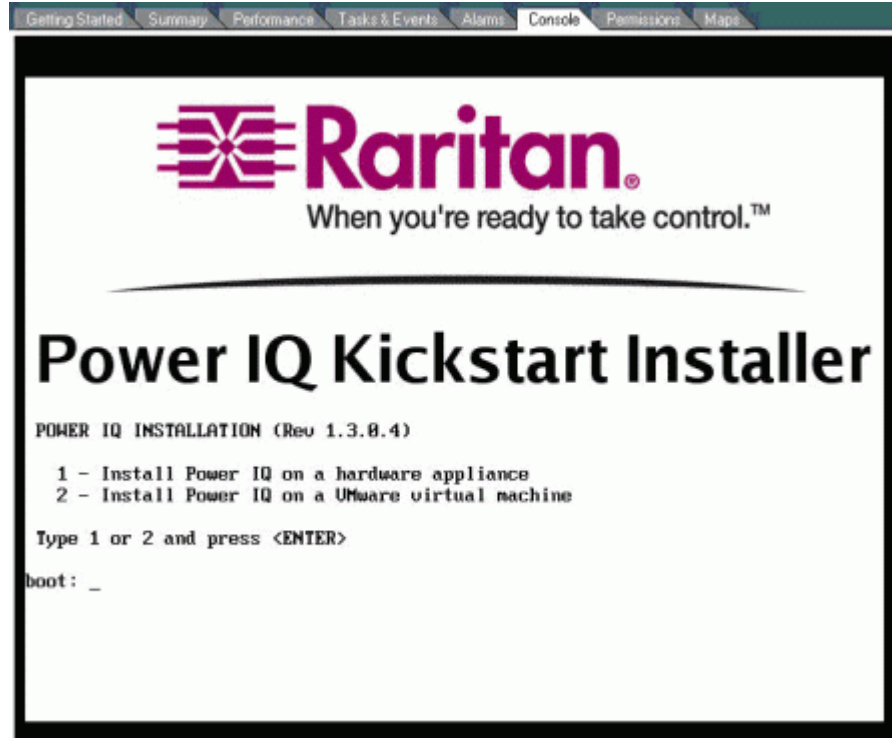 Getting Started Summary Performance Tasks & Events Alarms Console Permissions Maps
Raritan®
When you're ready to take control.™
Power IQ Kickstart Installer
POWER IQ INSTALLATION (Rev 1.3.0.4)
1 - Install Power IQ on a hardware appliance
2 - Install Power IQ on a VMware virtual machine
Type 1 or 2 and press <ENTER>
boot: _